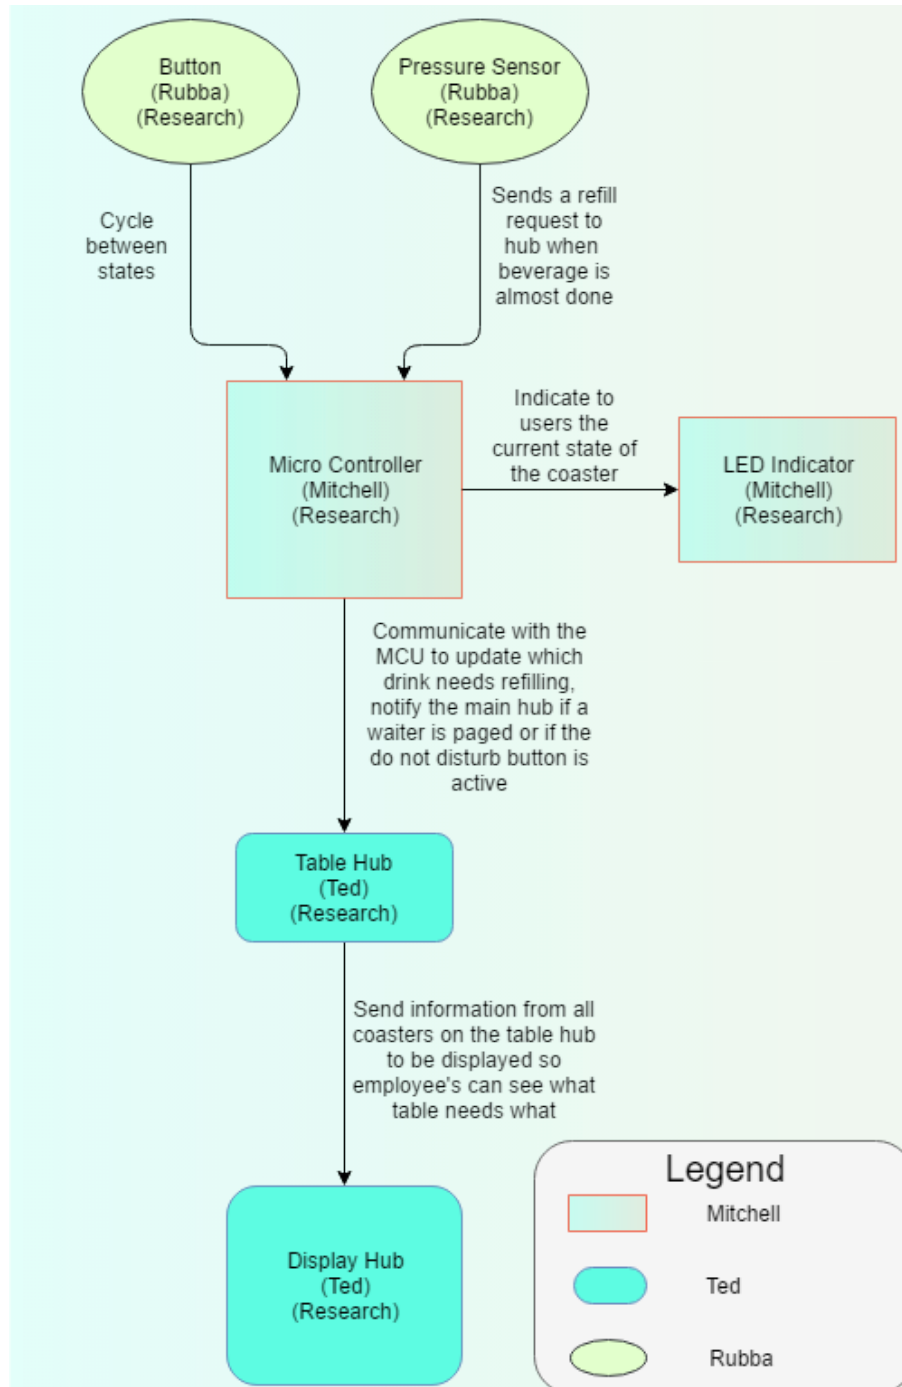 Button
(Rubba)
(Research)
Pressure Sensor
(Rubba)
(Research)
Cycle
between
states
Sends a refill
request to
hub when
beverage is
almost done
Micro Controller
(Mitchell)
(Research)
Indicate to
users the
current state of
the coaster
LED Indicator
(Mitchell)
(Research)
Communicate with the
MCU to update which
drink needs refilling,
notify the main hub if a
waiter is paged or if the
do not disturb button is
active
Table Hub
(Ted)
(Research)
Send information from all
coasters on the table hub
to be displayed so
employee's can see what
table needs what
Display Hub
(Ted)
(Research)
Legend
Mitchell
Ted
Rubba